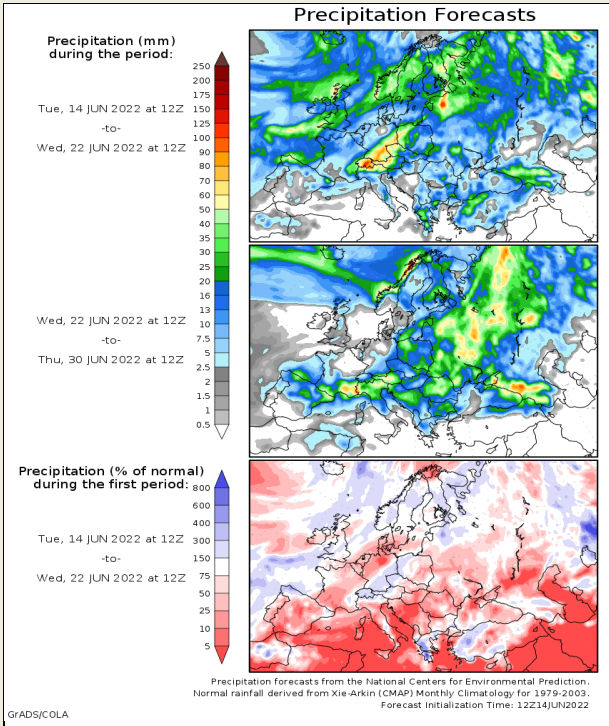 Precipitation Forecasts
Precipitation (mm)
during the period:
Tue, 14 JUN 2022 at 12Z
-to-
Wed, 22 JUN 2022 at 12Z
250
200
175
150
125
100
90
80
70
60
50
40
35
30
25
20
16
13
10
7.5
5
2.5
2
1.5
1
0.5
Wed, 22 JUN 2022 at 12Z
-to-
Thu, 30 JUN 2022 at 12Z
Precipitation (% of normal)
during the first period:
Tue, 14 JUN 2022 at 12Z
-to-
Wed, 22 JUN 2022 at 12Z
800
600
400
300
150
75
50
25
10
5
Precipitation forecasts from the National Centers for Environmental Prediction.
Normal rainfall derived from Xie-Arkin (CMAP) Monthly Climatology for 1979-2003.
Forecast Initialization Time: 12Z14JUN2022
GrADS/COLA